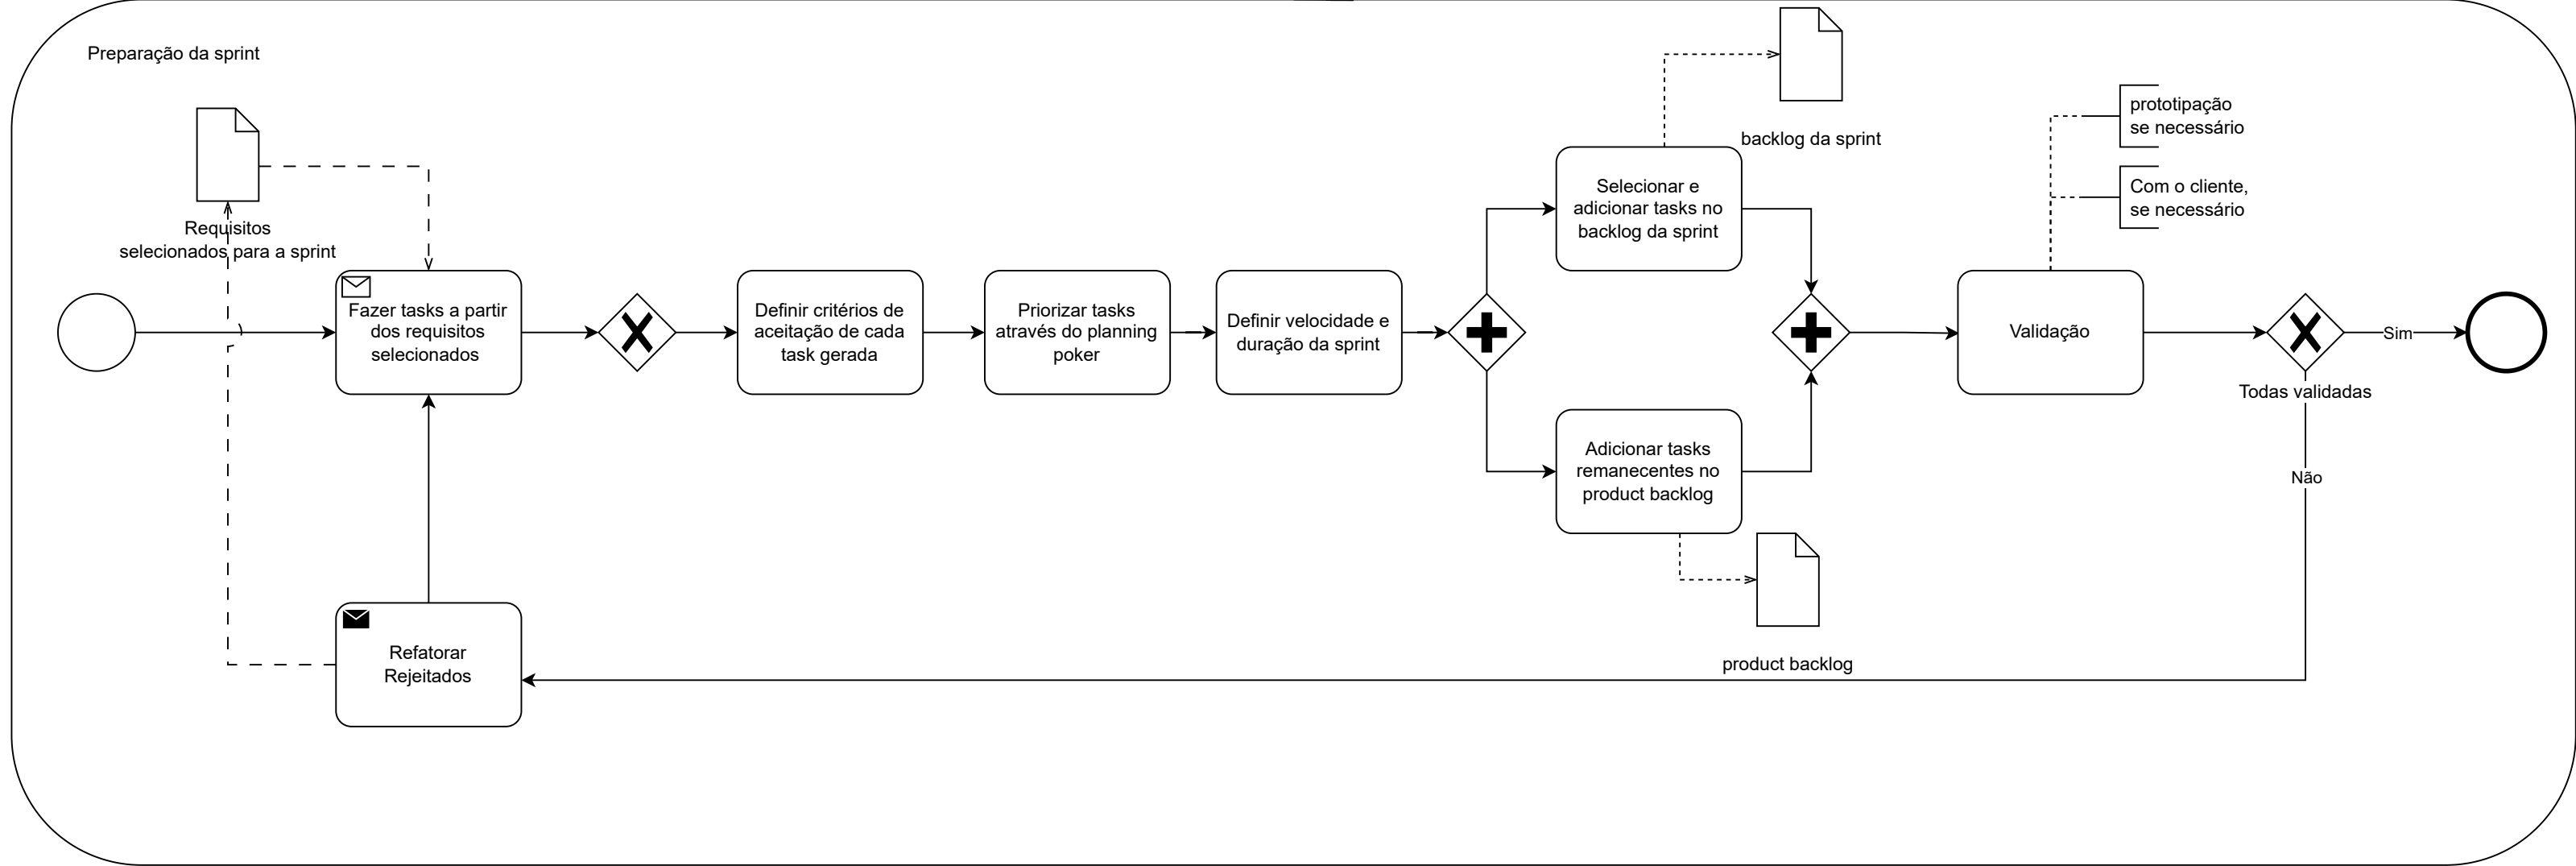 Preparação da sprint
Requisitos
selecionados para a sprint
Fazer tasks a partir
dos requisitos
selecionados
Definir critérios de
aceitação de cada
task gerada
Priorizar tasks
através do planning
poker
Definir velocidade e
duração da sprint
Selecionar e
adicionar tasks no
backlog da sprint
backlog da sprint
Adicionar tasks
remanecentes no
product backlog
product backlog
Validação
prototipação
se necessário
Com o cliente,
se necessário
Todas validadas
Sim
Não
Refatorar
Rejeitados